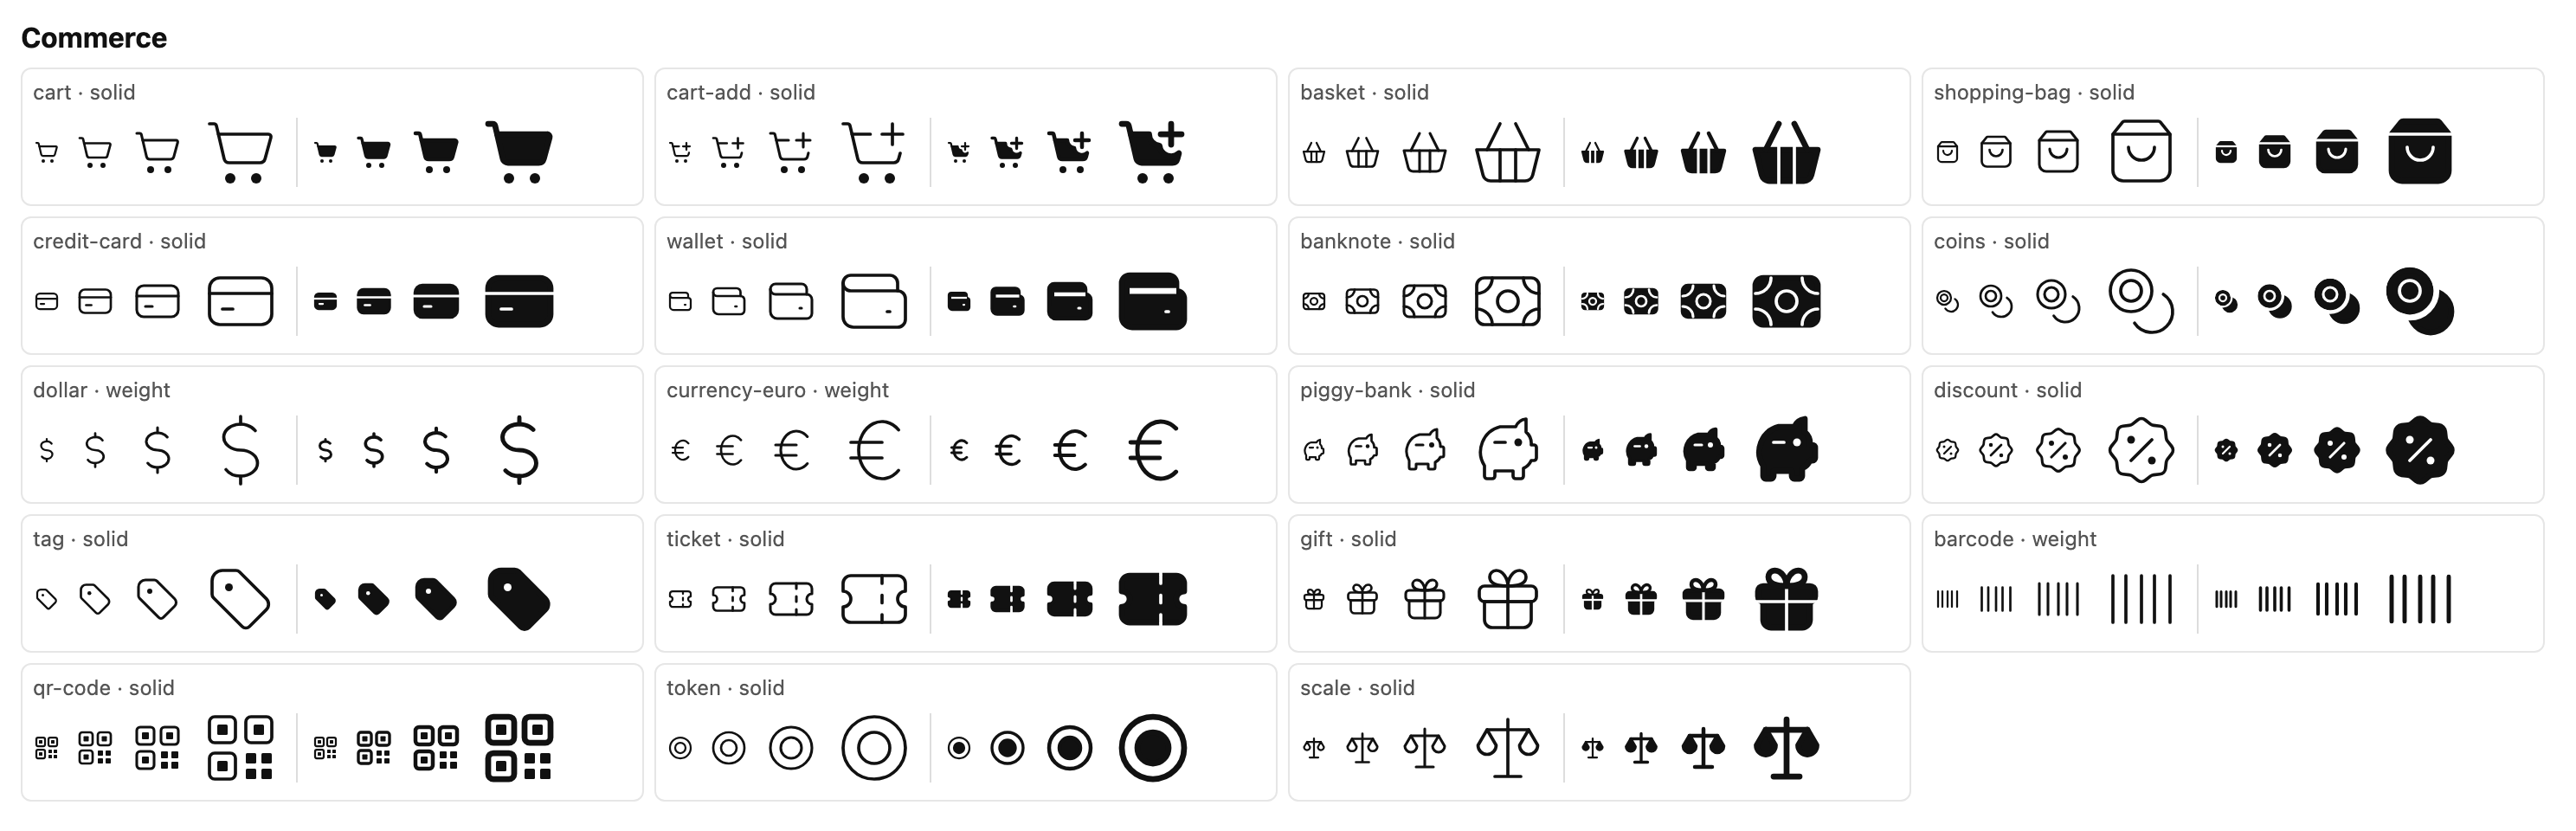 Commerce
cart · solid
cart-add · solid
basket · solid
shopping-bag · solid
credit-card · solid
wallet · solid
banknote · solid
coins · solid
dollar · weight
currency-euro · weight
piggy-bank · solid
discount · solid
tag · solid
ticket · solid
gift · solid
barcode · weight
qr-code · solid
token · solid
scale · solid